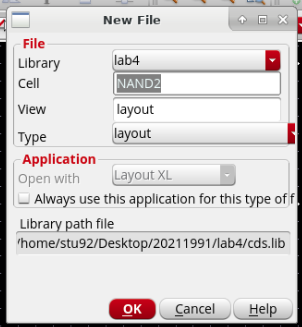 New File
File
Library lab4
Cell NAND2
View layout
Type layout
Application
Open with Layout XL
Always use this application for this type of f
Library path file
/home/stu92/Desktop/20211991/lab4/cds.lib
OK Cancel Help